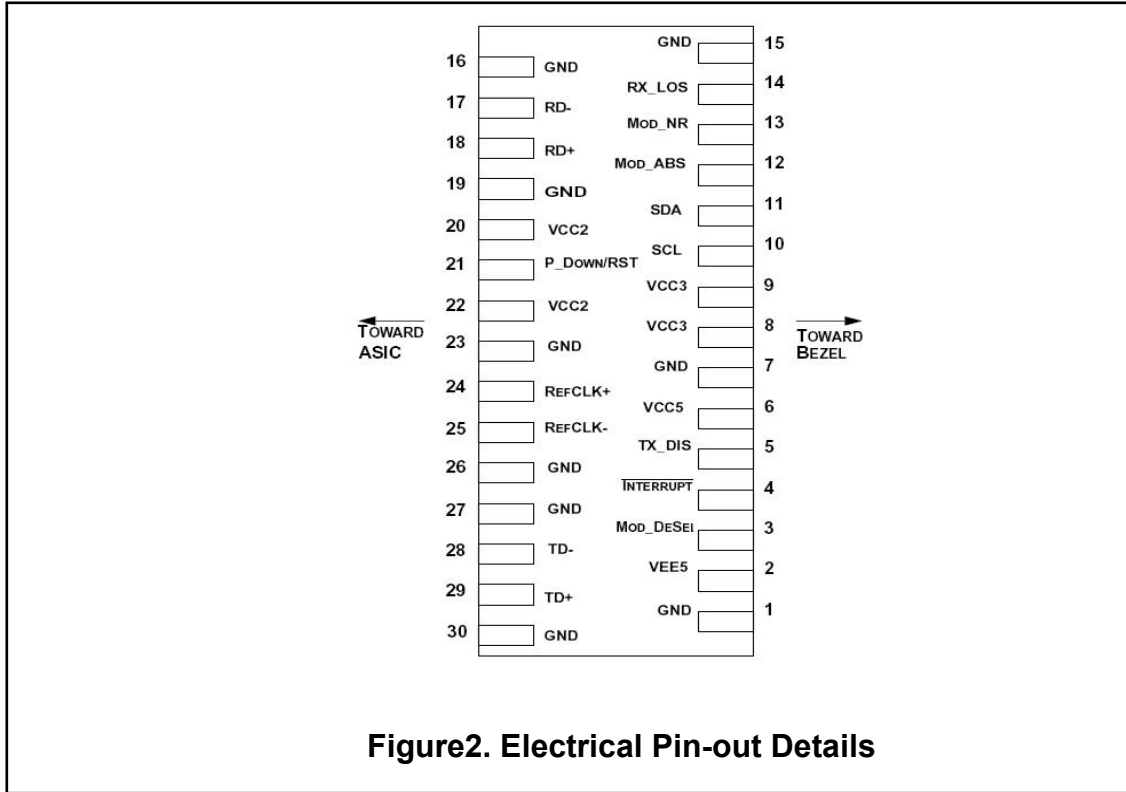 GND 15
16 GND
RX_LOS 14
17 RD-
MOD_NR 13
18 RD+
MOD_ABS 12
19 GND
SDA 11
20 VCC2
SCL 10
21 P_DOWN/RST
VCC3 9
22 VCC2
VCC3 8
TOWARD ASIC
TOWARD BEZEL
23 GND
GND 7
24 REFCLK+
VCC5 6
25 REFCLK-
TX_DIS 5
26 GND
INTERRUPT 4
27 GND
MOD_DESEL 3
28 TD-
VEE5 2
29 TD+
GND 1
30 GND
Figure2. Electrical Pin-out Details